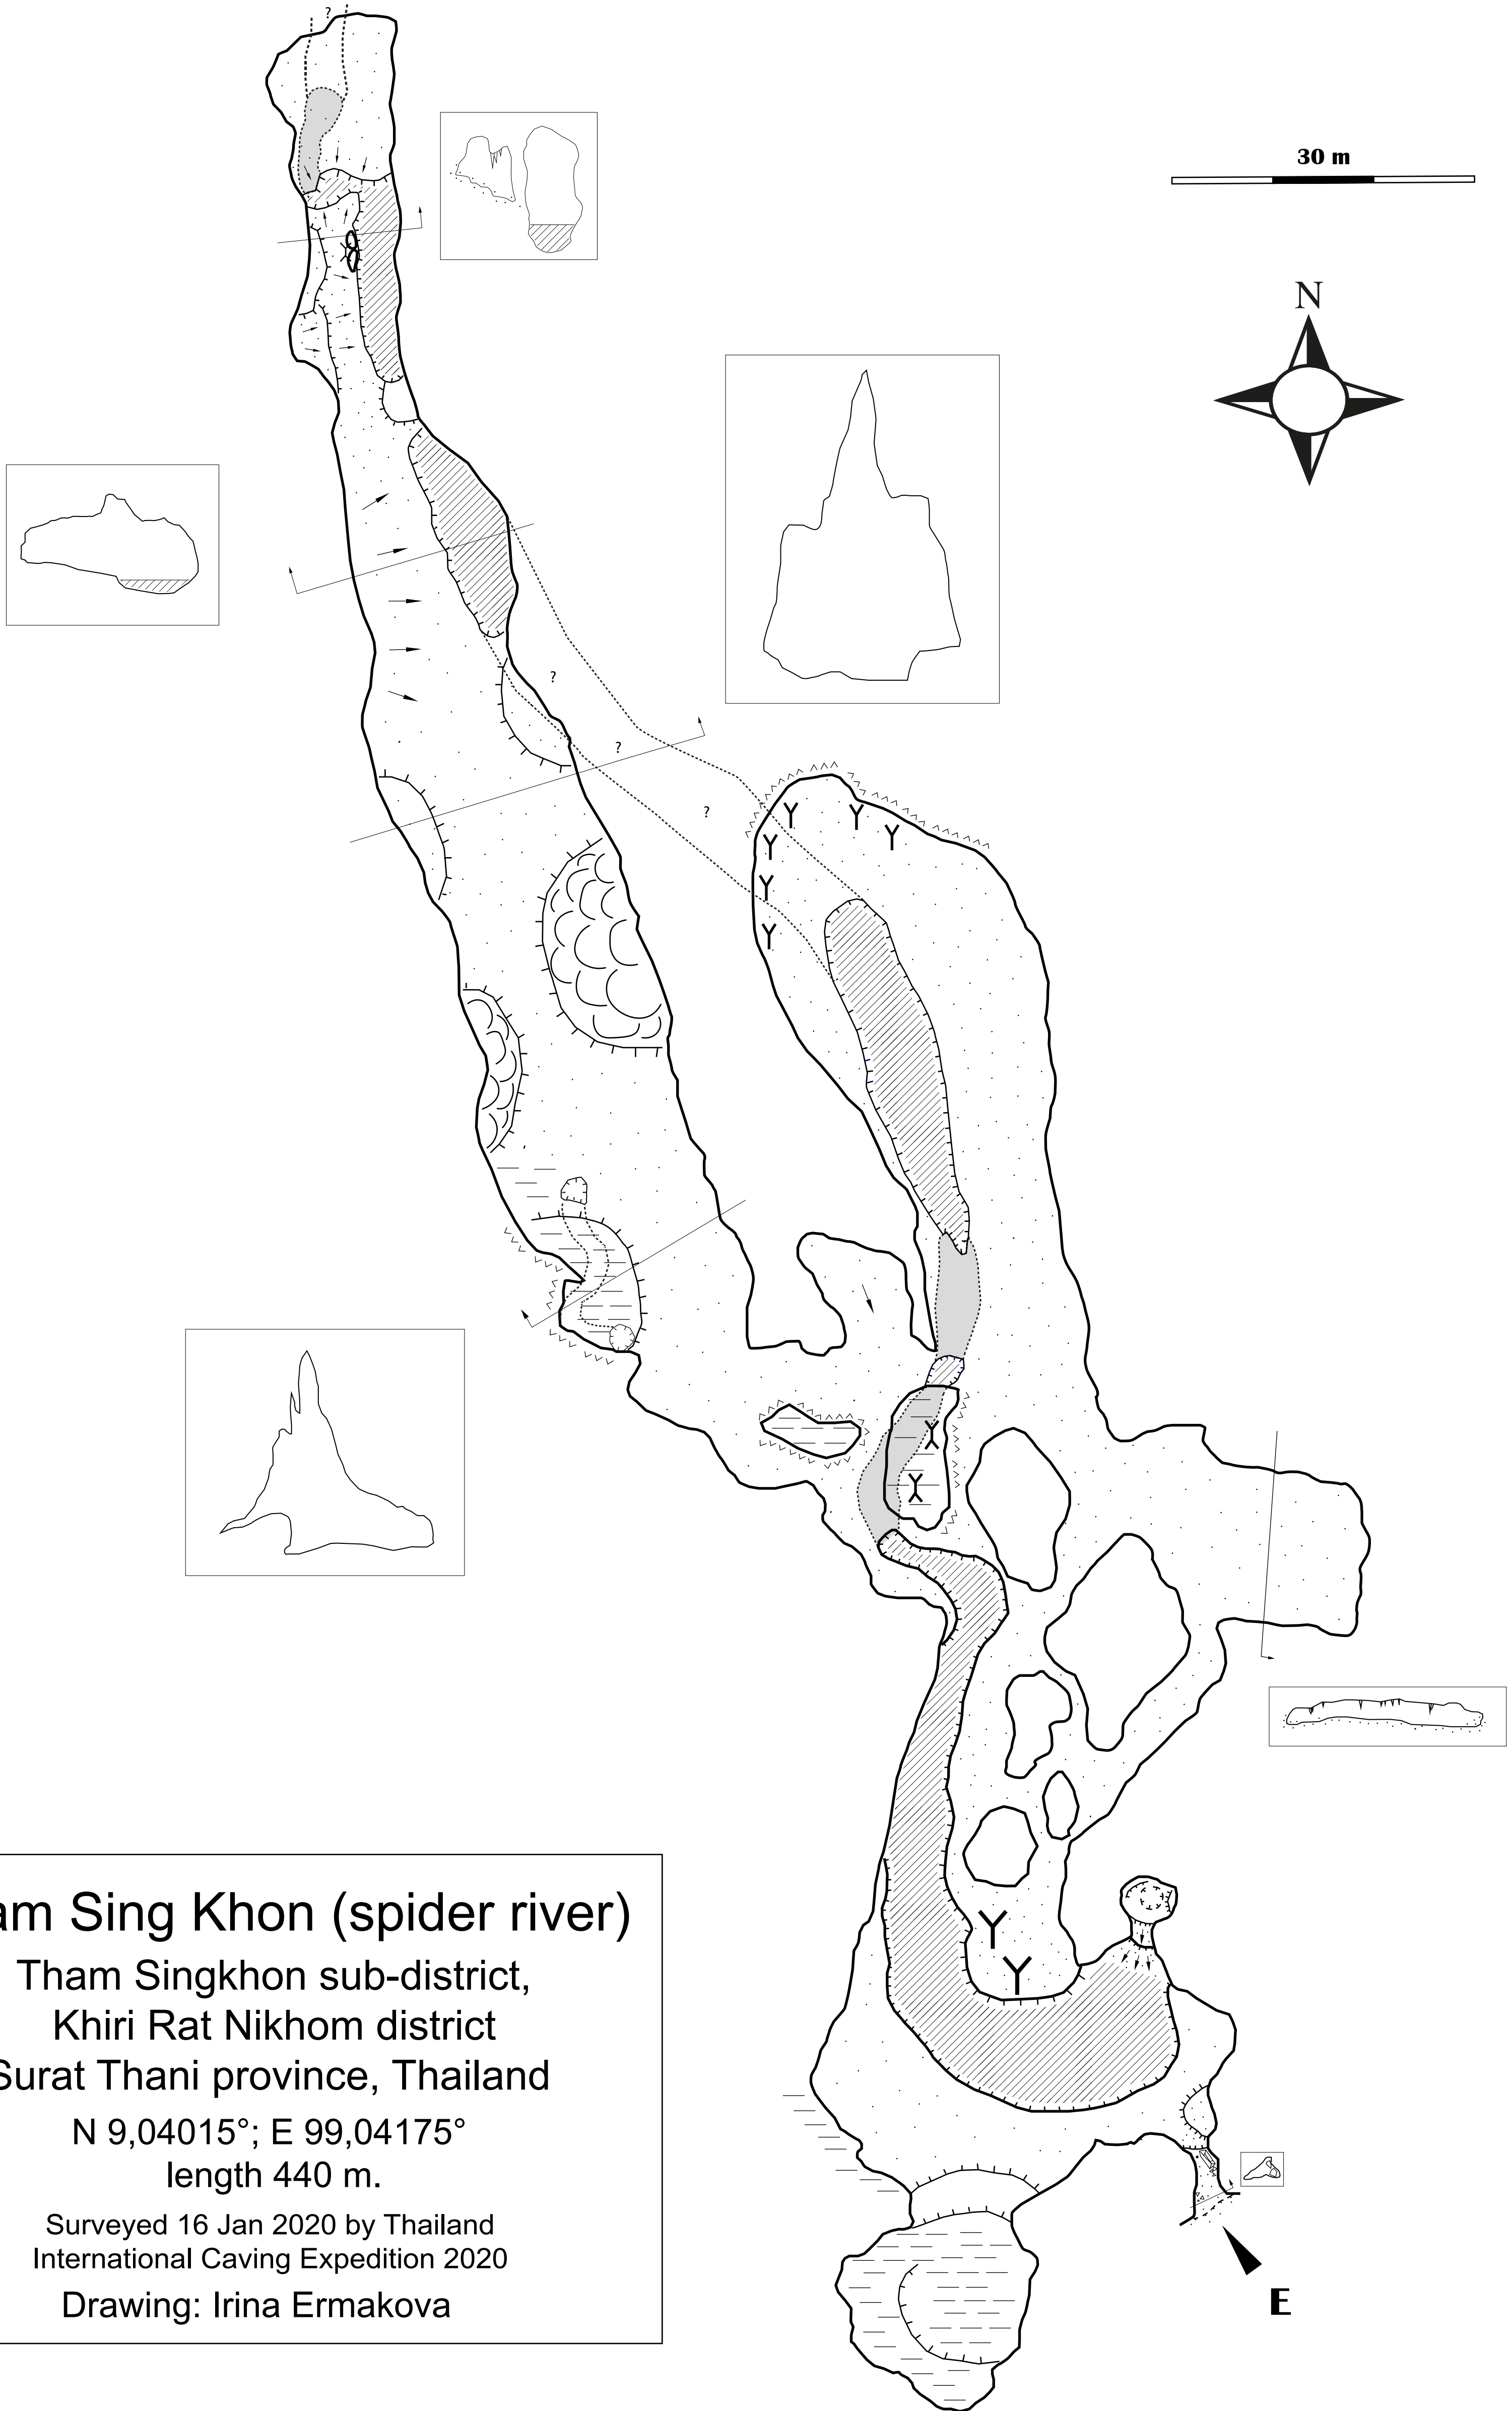 ?
30 m
N
?
?
?
am Sing Khon (spider river)
Tham Singkhon sub-district,
Khiri Rat Nikhom district
Surat Thani province, Thailand
N 9,04015°; E 99,04175°
length 440 m.
Surveyed 16 Jan 2020 by Thailand
International Caving Expedition 2020
Drawing: Irina Ermakova
E